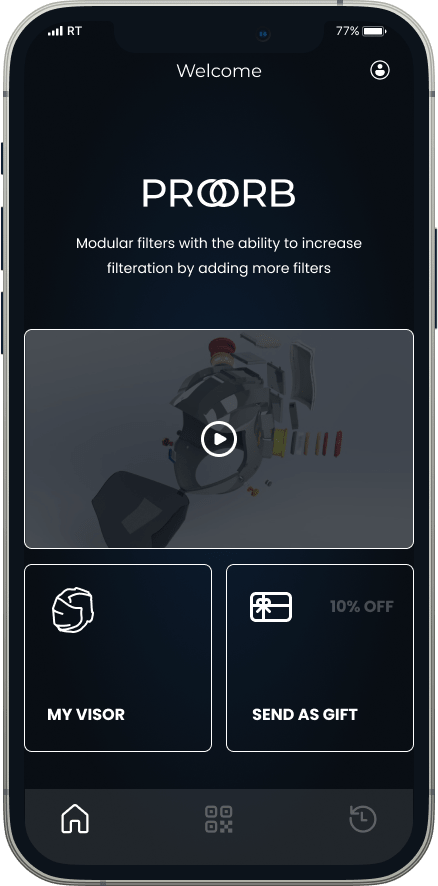 RT
77%
Welcome
PROORB
Modular filters with the ability to increase
filteration by adding more filters
10% OFF
MY VISOR
SEND AS GIFT